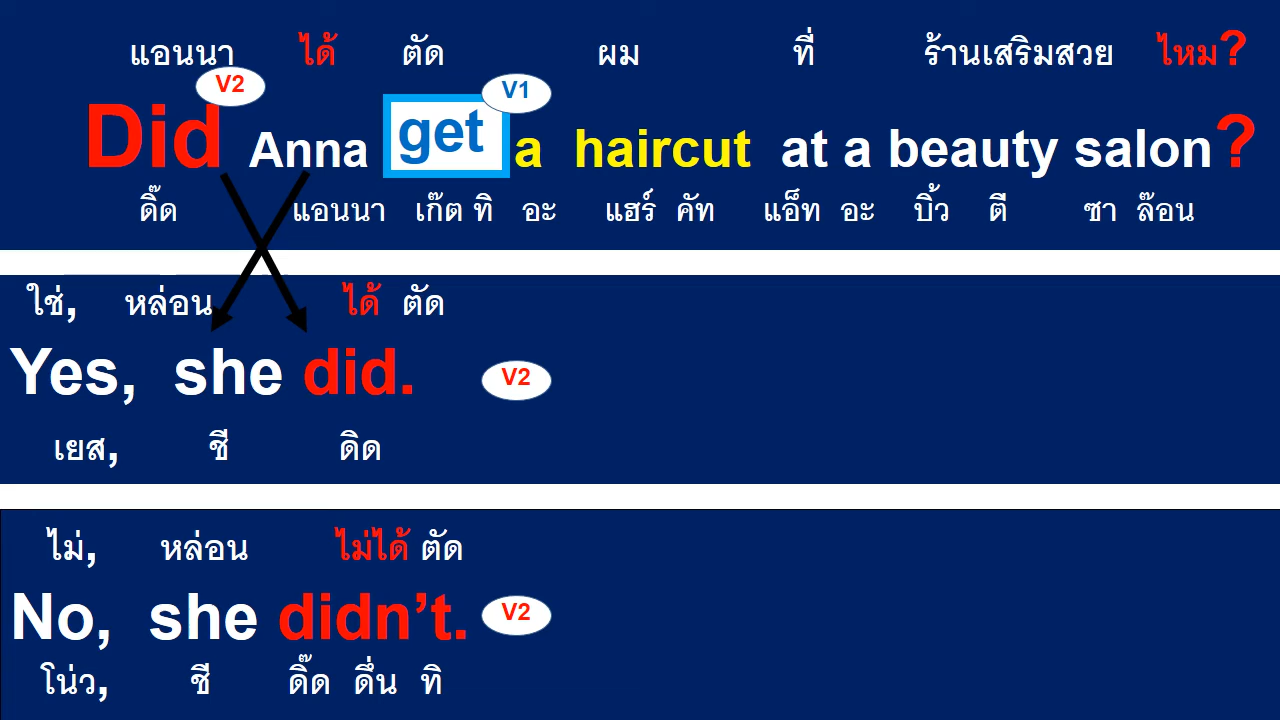 แอนนา ได้ ตัด ผม ที่ ร้านเสริมสวย ไหม?
V2 V1
Did Anna get a haircut at a beauty salon?
ดิ๊ด แอนนา เก๊ต ทิ อะ แฮร์ คัท แอ็ท อะ บิ้ว ตี ซา ล๊อน
ใช่, หล่อน ได้ ตัด
Yes, she did. V2
เยส, ชี ดิด
ไม่, หล่อน ไม่ได้ ตัด
No, she didn’t. V2
โน่ว, ชี ดิ๊ด ดึ่น ทิ